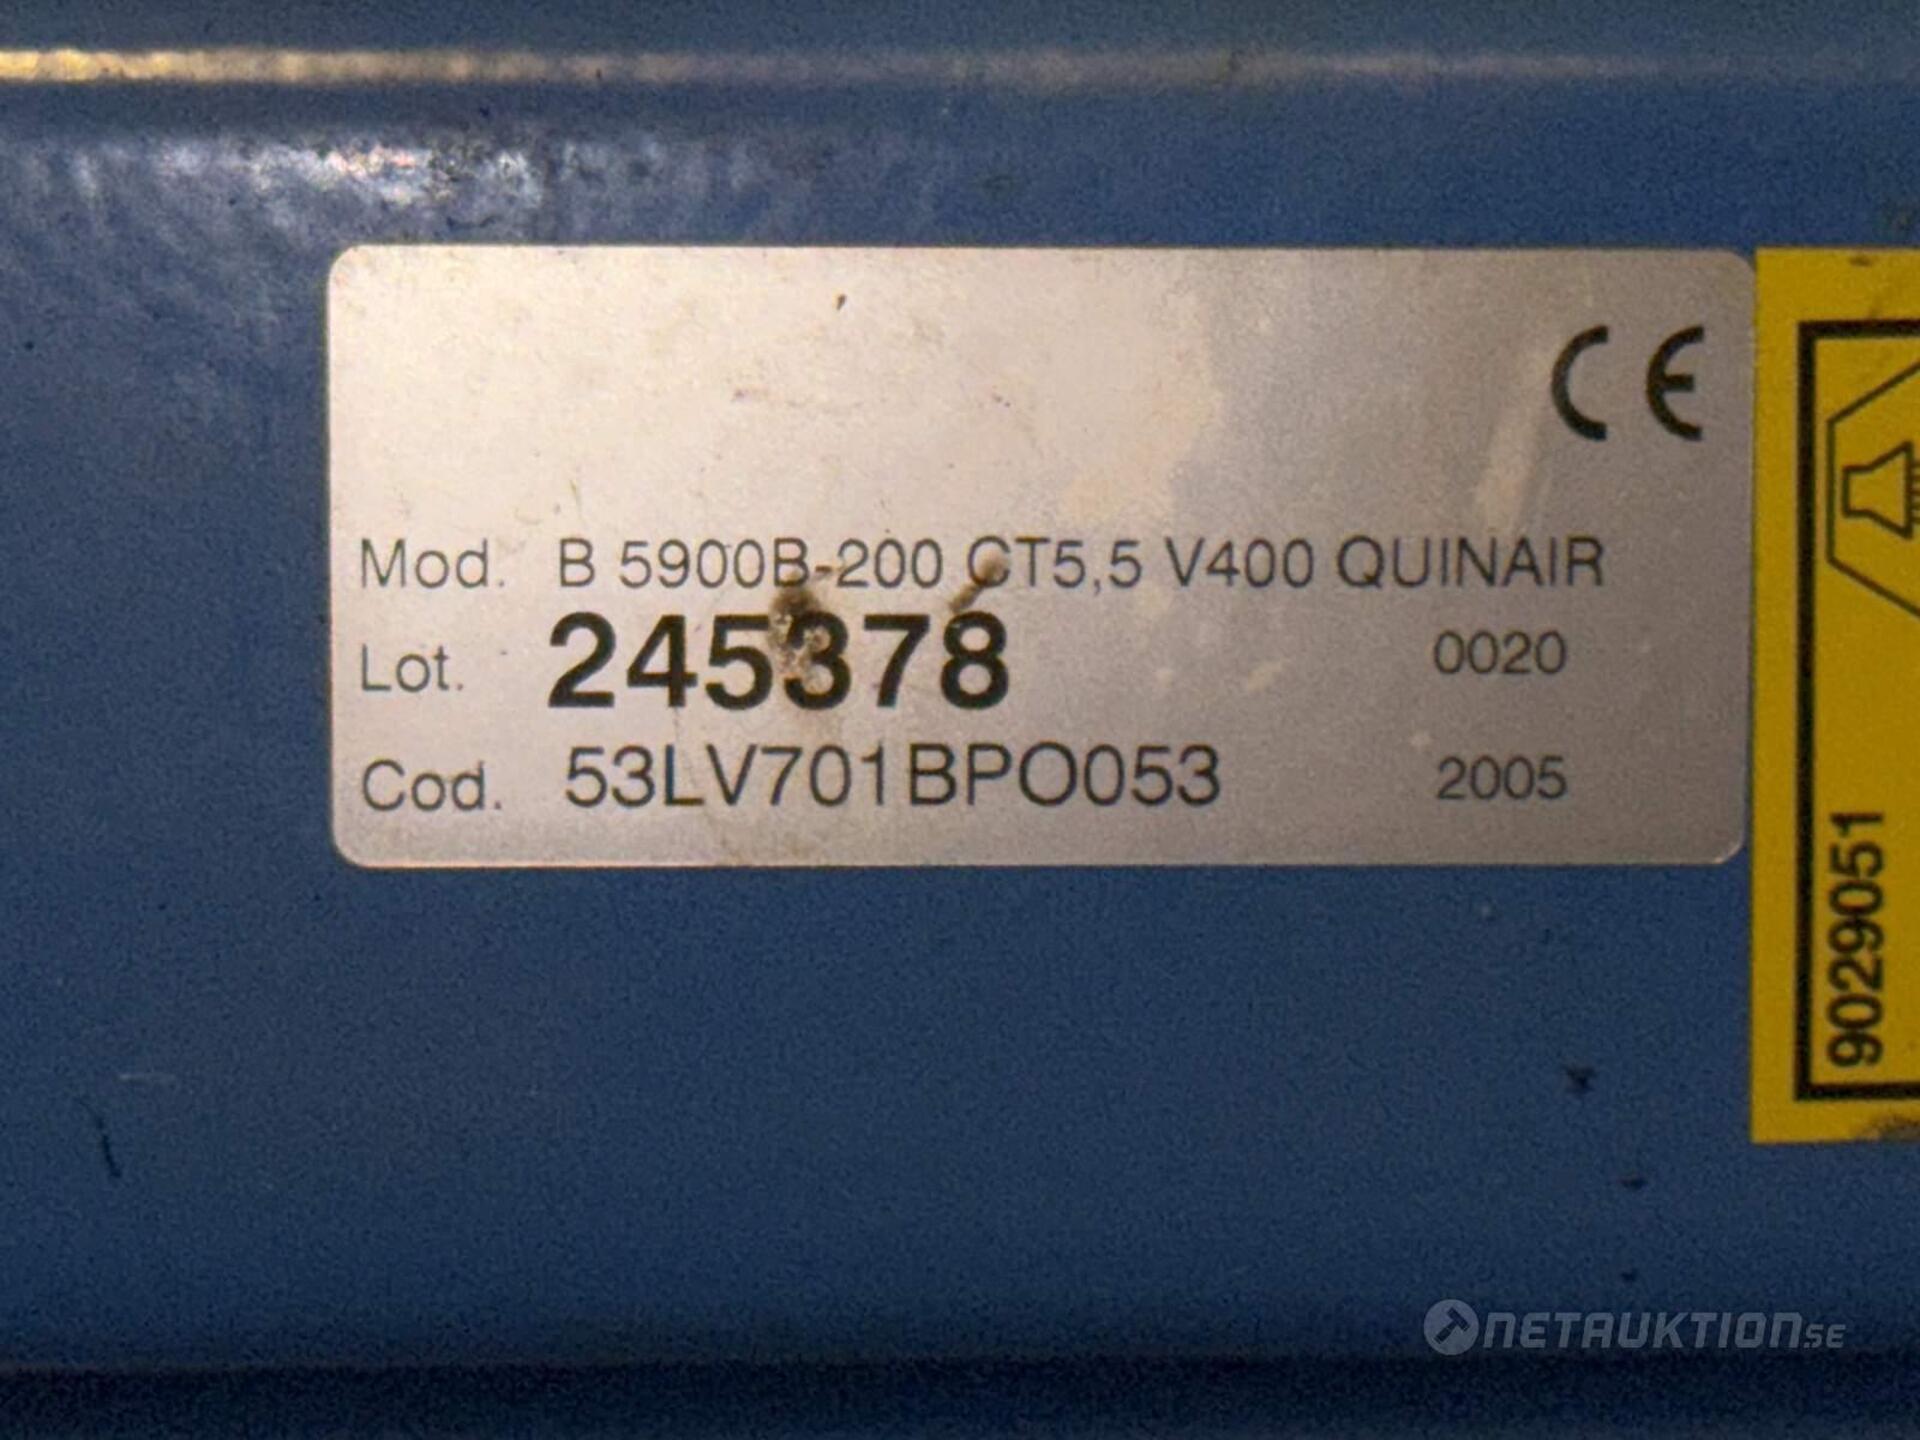 CE
Mod. B 5900B-200 CT5,5 V400 QUINAIR
Lot. 245378 0020
Cod. 53LV701BPO053 2005
9029051
NETAUKTION.SE